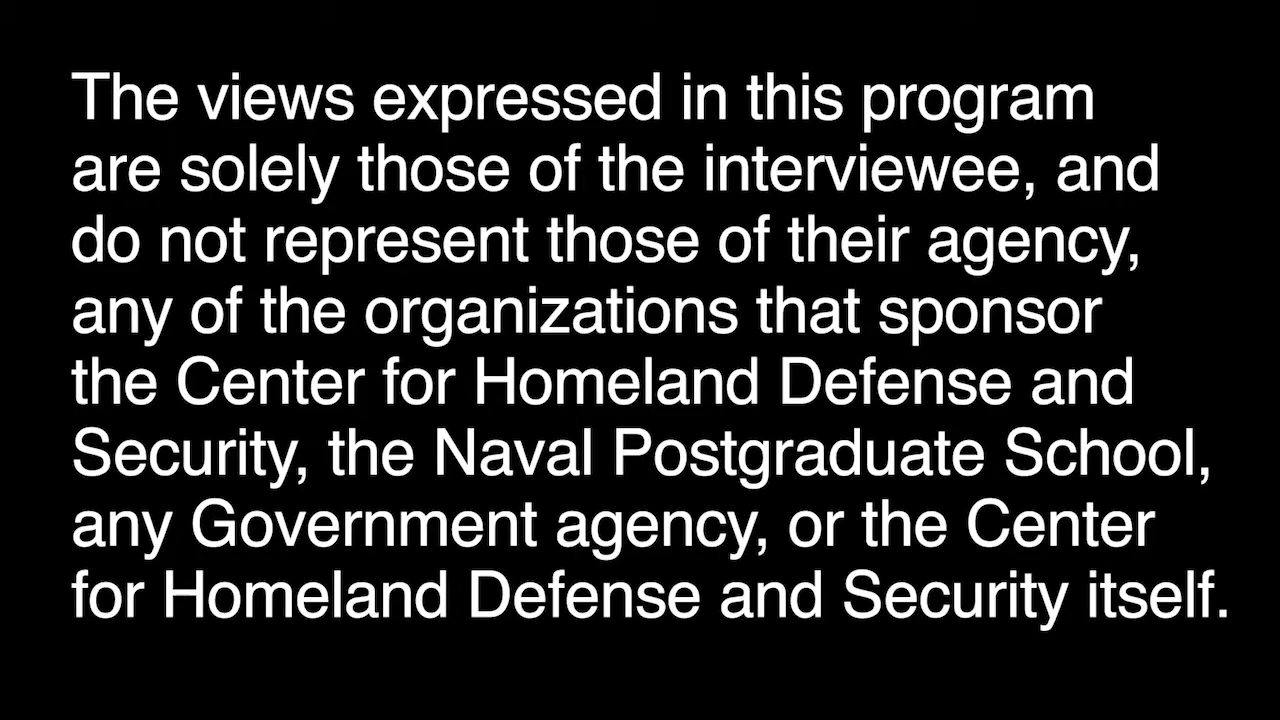 The views expressed in this program
are solely those of the interviewee, and
do not represent those of their agency,
any of the organizations that sponsor
the Center for Homeland Defense and
Security, the Naval Postgraduate School,
any Government agency, or the Center
for Homeland Defense and Security itself.